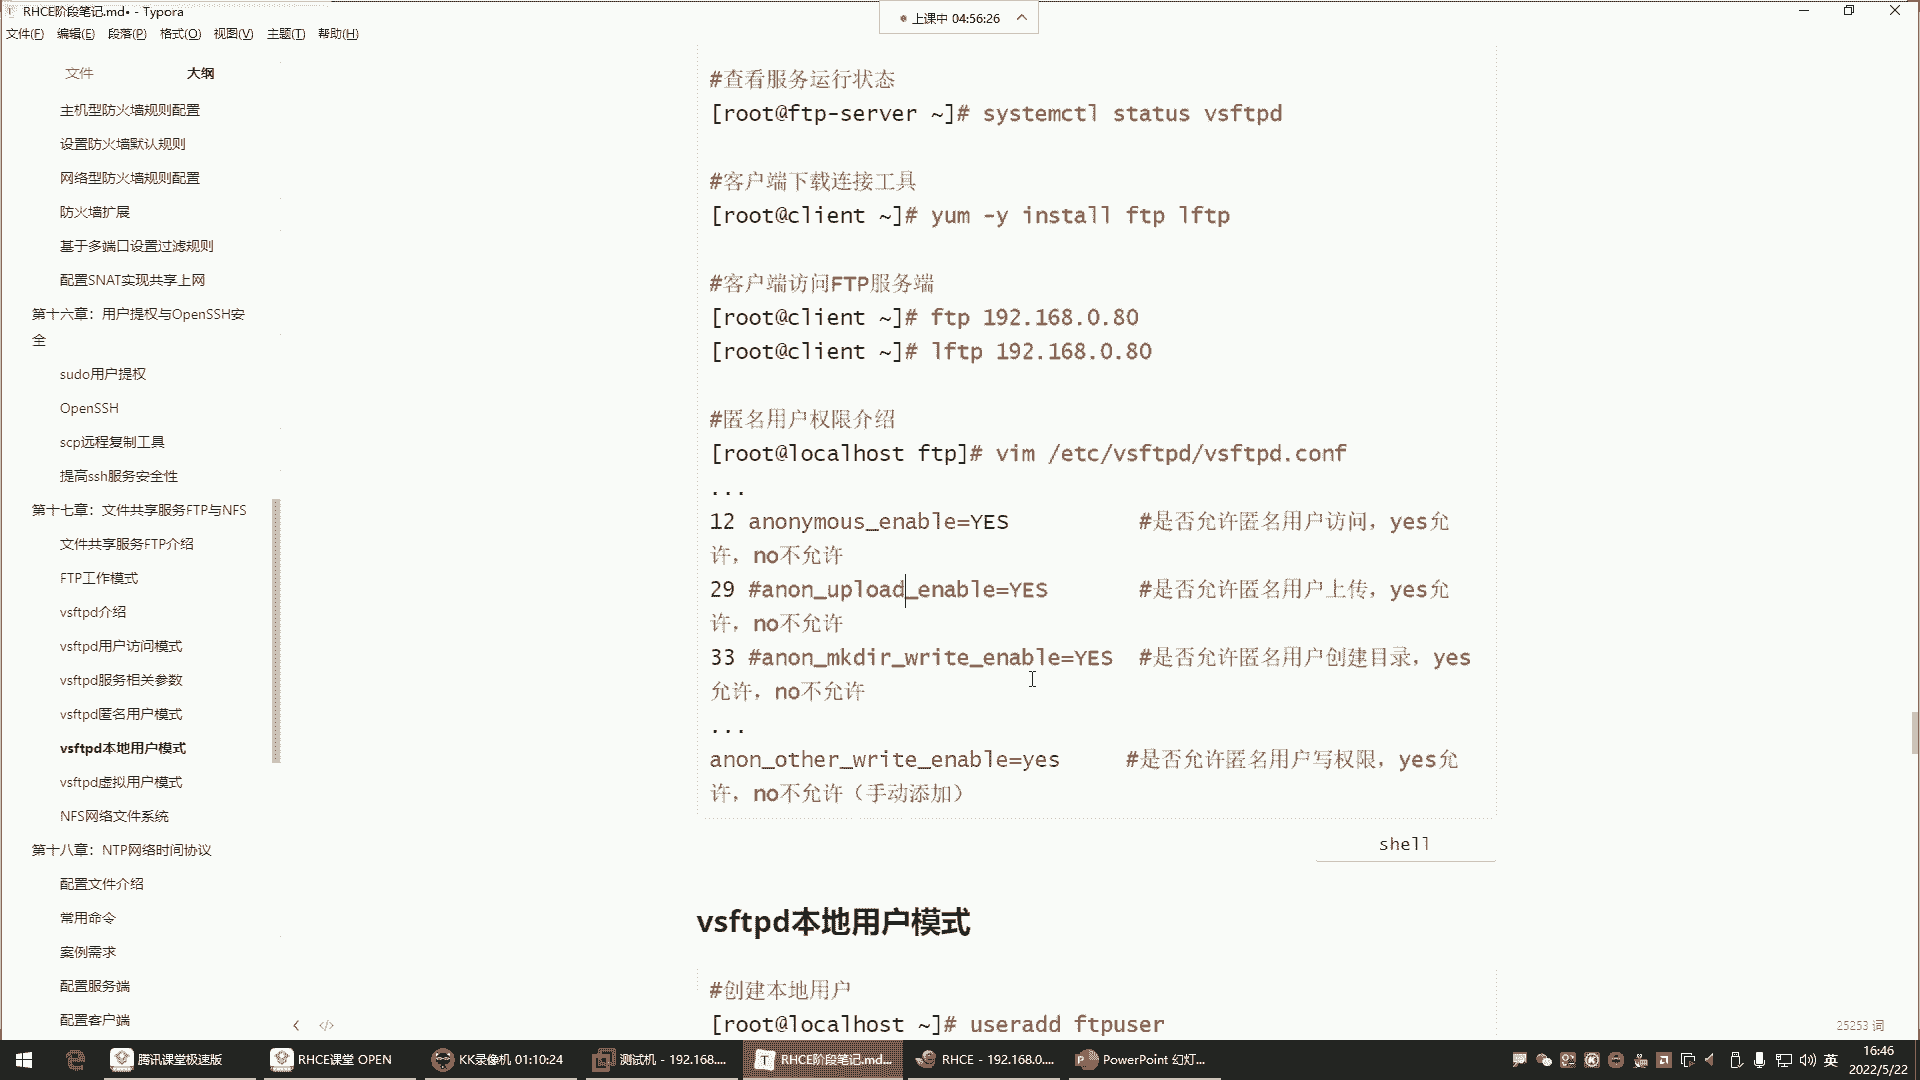 RHCE阶段笔记.md• - Typora
上课中 04:56:26
文件(F) 编辑(E) 段落(P) 格式(O) 视图(V) 主题(T) 帮助(H)
文件 大纲
主机型防火墙规则配置
设置防火墙默认规则
网络型防火墙规则配置
防火墙扩展
基于多端口设置过滤规则
配置SNAT实现共享上网
第十六章：用户提权与OpenSSH安
全
sudo用户提权
OpenSSH
scp远程复制工具
提高ssh服务安全性
第十七章：文件共享服务FTP与NFS
文件共享服务FTP介绍
FTP工作模式
vsftpd介绍
vsftpd用户访问模式
vsftpd服务相关参数
vsftpd匿名用户模式
vsftpd本地用户模式
vsftpd虚拟用户模式
NFS网络文件系统
第十八章：NTP网络时间协议
配置文件介绍
常用命令
案例需求
配置服务端
配置客户端
#查看服务运行状态
[root@ftp-server ~]# systemctl status vsftpd
#客户端下载连接工具
[root@client ~]# yum -y install ftp lftp
#客户端访问FTP服务端
[root@client ~]# ftp 192.168.0.80
[root@client ~]# lftp 192.168.0.80
#匿名用户权限介绍
[root@localhost ftp]# vim /etc/vsftpd/vsftpd.conf
...
12 anonymous_enable=YES #是否允许匿名用户访问，yes允
许，no不允许
29 #anon_upload_enable=YES #是否允许匿名用户上传，yes允
许，no不允许
33 #anon_mkdir_write_enable=YES #是否允许匿名用户创建目录，yes
允许，no不允许
...
anon_other_write_enable=yes #是否允许匿名用户写权限，yes允
许，no不允许（手动添加）
shell
vsftpd本地用户模式
#创建本地用户
[root@localhost ~]# useradd ftpuser
25253 词
腾讯课堂极速版
RHCE课堂 OPEN
KK录像机 01:10:24
测试机 - 192.168....
RHCE阶段笔记.md...
RHCE - 192.168.0....
PowerPoint 幻灯...
英
16:46
2022/5/22